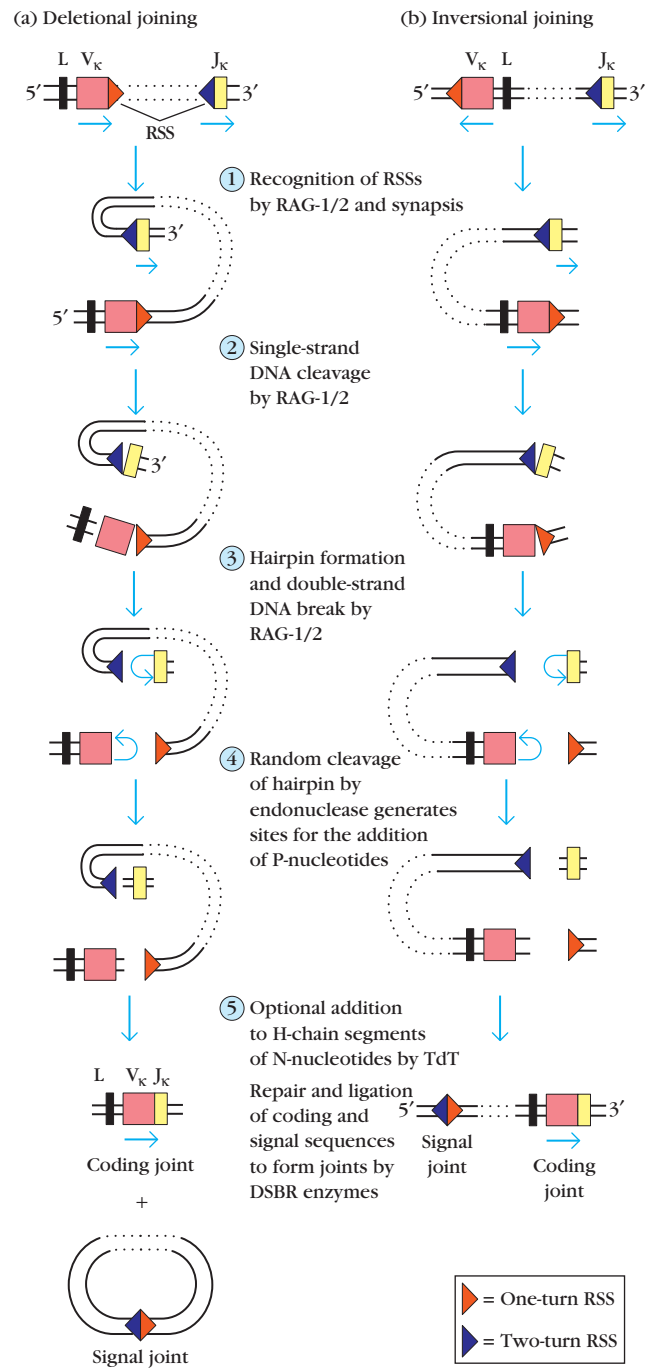 (a) Deletional joining
(b) Inversional joining
L Vκ Jκ
5′ 3′
RSS
Vκ L Jκ
5′ 3′
1 Recognition of RSSs
by RAG-1/2 and synapsis
3′
5′
2 Single-strand
DNA cleavage
by RAG-1/2
3′
3 Hairpin formation
and double-strand
DNA break by
RAG-1/2
4 Random cleavage
of hairpin by
endonuclease generates
sites for the addition
of P-nucleotides
5 Optional addition
to H-chain segments
of N-nucleotides by TdT
Repair and ligation
of coding and
signal sequences
to form joints by
DSBR enzymes
L Vκ Jκ
Coding joint
+
Signal joint
5′ 3′
Signal
joint
Coding
joint
= One-turn RSS
= Two-turn RSS